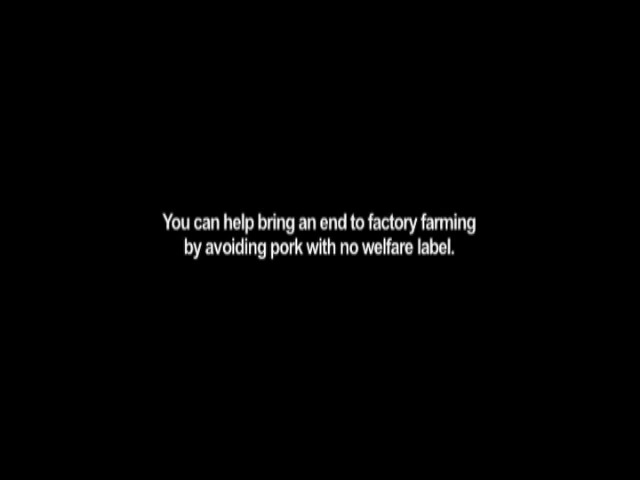 You can help bring an end to factory farming
by avoiding pork with no welfare label.